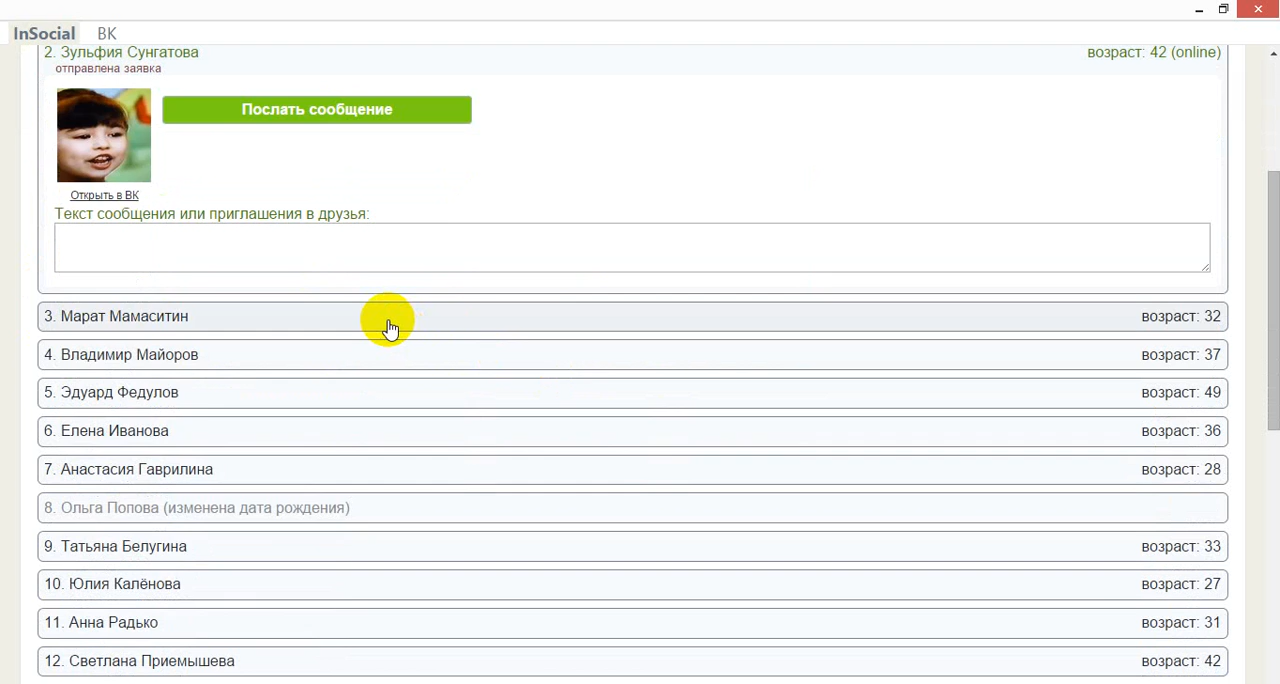 InSocial ВК
2. Зульфия Сунгатова возраст: 42 (online)
отправлена заявка
Послать сообщение
Открыть в ВК
Текст сообщения или приглашения в друзья:
3. Марат Мамаситин возраст: 32
4. Владимир Майоров возраст: 37
5. Эдуард Федулов возраст: 49
6. Елена Иванова возраст: 36
7. Анастасия Гаврилина возраст: 28
8. Ольга Попова (изменена дата рождения)
9. Татьяна Белугина возраст: 33
10. Юлия Калёнова возраст: 27
11. Анна Радько возраст: 31
12. Светлана Приемышева возраст: 42